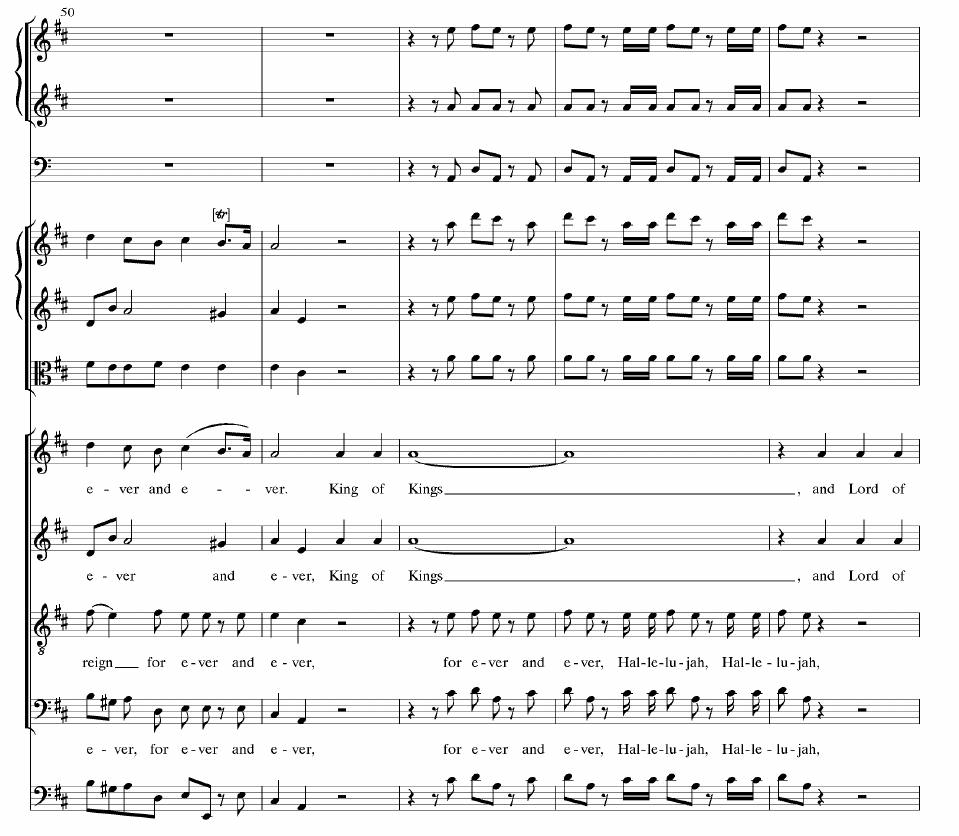 50
[tr]
e - ver and e - - ver. King of Kings , and Lord of
e - ver and e - ver, King of Kings , and Lord of
8
reign for e - ver and e - ver, for e - ver and e - ver, Hal - le - lu - jah, Hal - le - lu - jah,
e - ver, for e - ver and e - ver, for e - ver and e - ver, Hal - le - lu - jah, Hal - le - lu - jah,